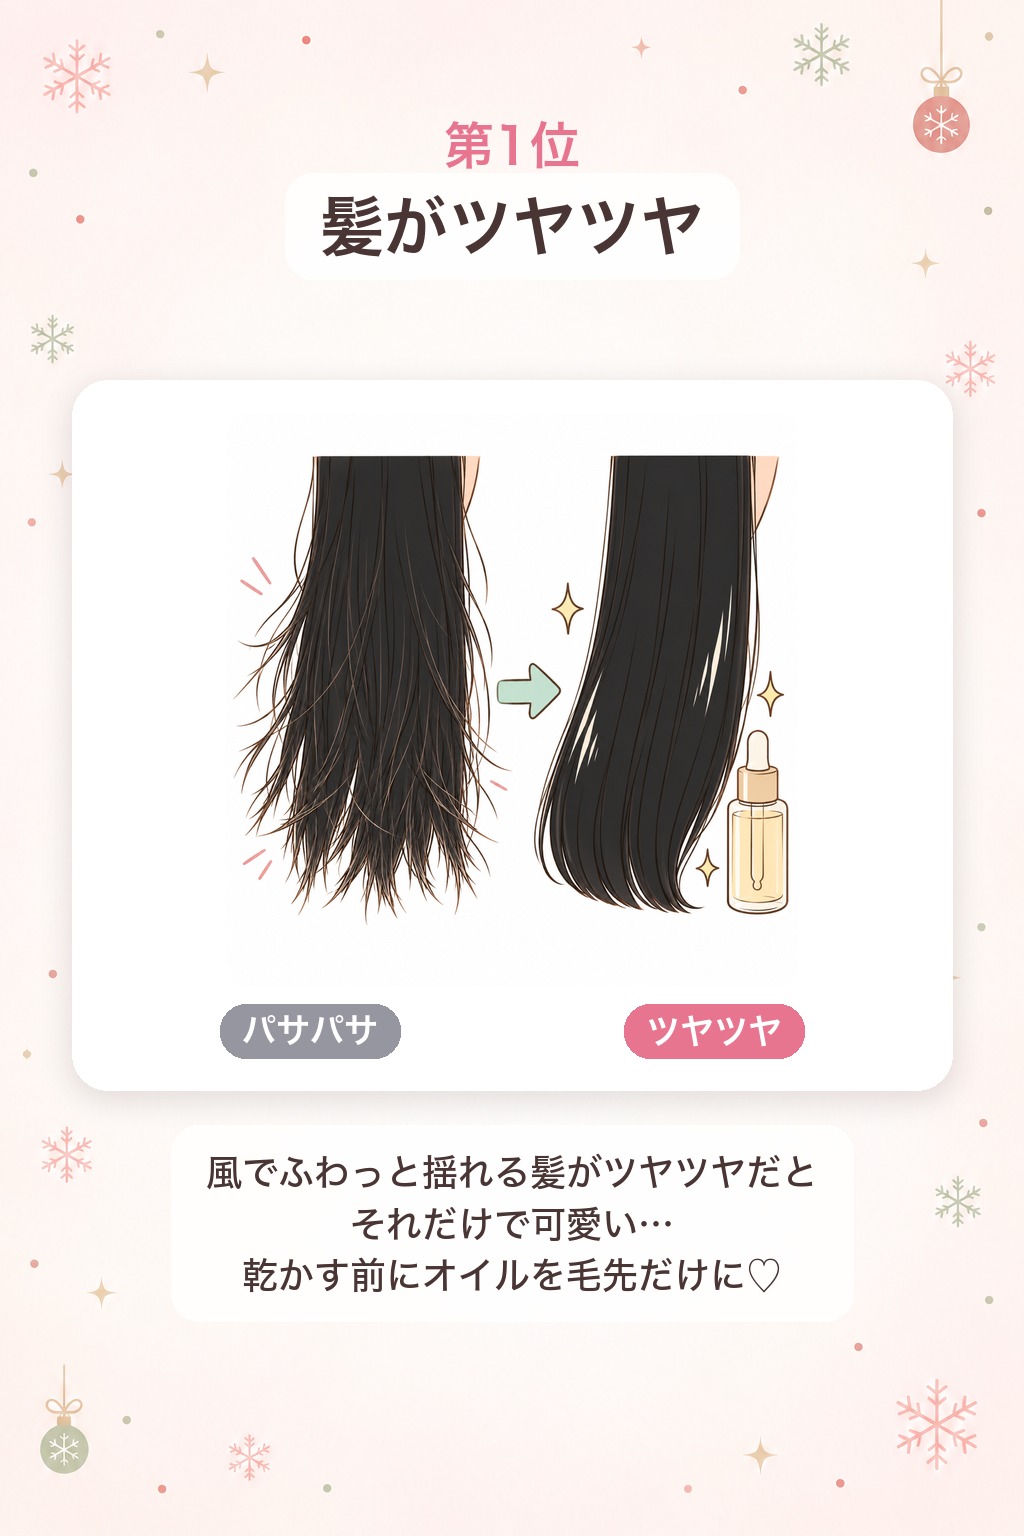 第1位
髪がツヤツヤ
パサパサ
ツヤツヤ
風でふわっと揺れる髪がツヤツヤだと
それだけで可愛い…
乾かす前にオイルを毛先だけに♡